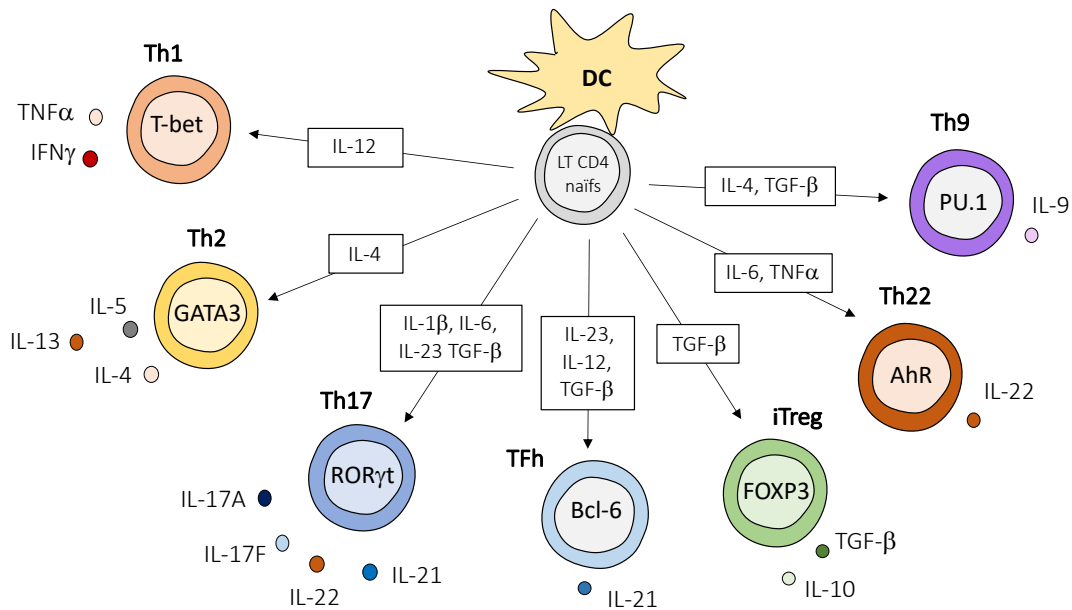 DC
LT CD4
naïfs
Th1
T-bet
TNFα
IFNγ
IL-12
Th2
GATA3
IL-5
IL-13
IL-4
IL-4
Th17
RORγt
IL-1β, IL-6,
IL-23 TGF-β
IL-17A
IL-17F
IL-22
IL-21
TFh
Bcl-6
IL-23,
IL-12,
TGF-β
IL-21
iTreg
FOXP3
TGF-β
TGF-β
IL-10
Th22
AhR
IL-6, TNFα
IL-22
Th9
PU.1
IL-4, TGF-β
IL-9